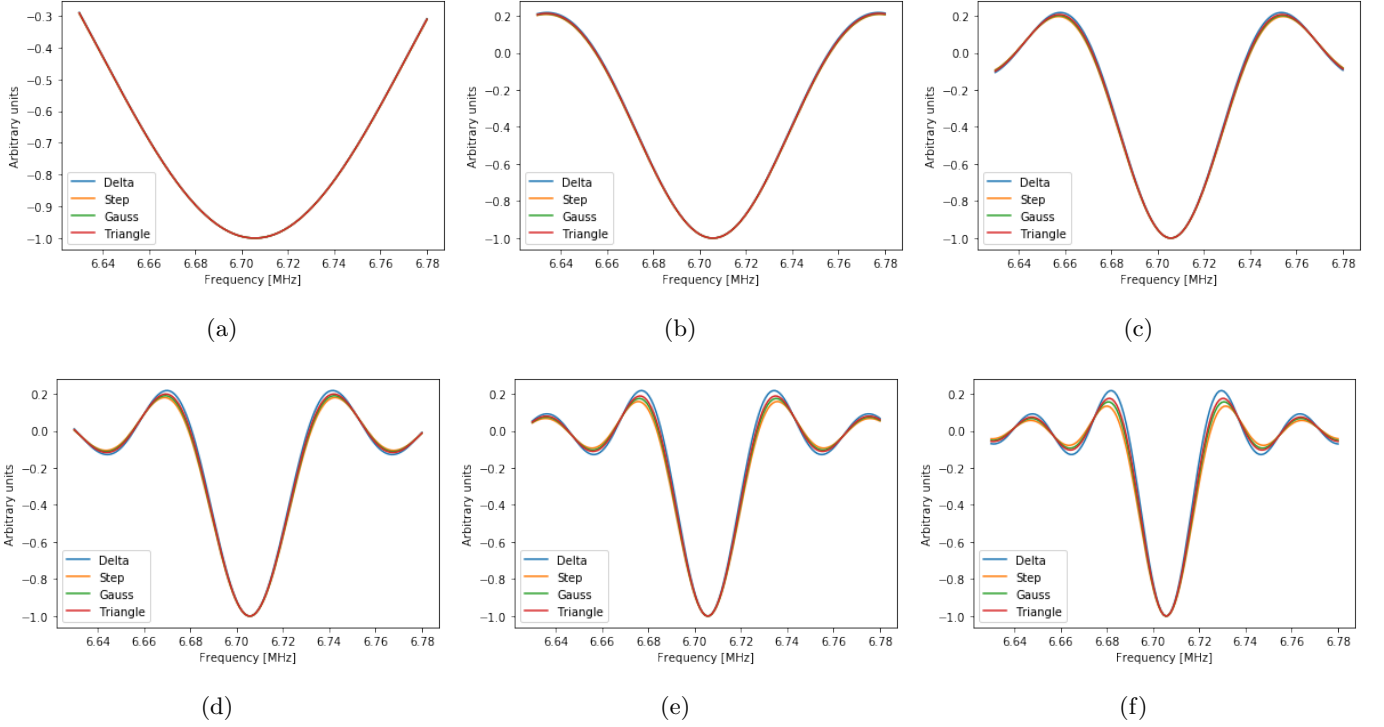 −0.3
−0.4
−0.5
−0.6
−0.7
−0.8
−0.9
−1.0
Arbitrary units
Delta
Step
Gauss
Triangle
6.64 6.66 6.68 6.70 6.72 6.74 6.76 6.78
Frequency [MHz]
(a)
0.2
0.0
−0.2
−0.4
−0.6
−0.8
−1.0
Arbitrary units
Delta
Step
Gauss
Triangle
6.64 6.66 6.68 6.70 6.72 6.74 6.76 6.78
Frequency [MHz]
(b)
0.2
0.0
−0.2
−0.4
−0.6
−0.8
−1.0
Arbitrary units
Delta
Step
Gauss
Triangle
6.64 6.66 6.68 6.70 6.72 6.74 6.76 6.78
Frequency [MHz]
(c)
0.2
0.0
−0.2
−0.4
−0.6
−0.8
−1.0
Arbitrary units
Delta
Step
Gauss
Triangle
6.64 6.66 6.68 6.70 6.72 6.74 6.76 6.78
Frequency [MHz]
(d)
0.2
0.0
−0.2
−0.4
−0.6
−0.8
−1.0
Arbitrary units
Delta
Step
Gauss
Triangle
6.64 6.66 6.68 6.70 6.72 6.74 6.76 6.78
Frequency [MHz]
(e)
0.2
0.0
−0.2
−0.4
−0.6
−0.8
−1.0
Arbitrary units
Delta
Step
Gauss
Triangle
6.64 6.66 6.68 6.70 6.72 6.74 6.76 6.78
Frequency [MHz]
(f)